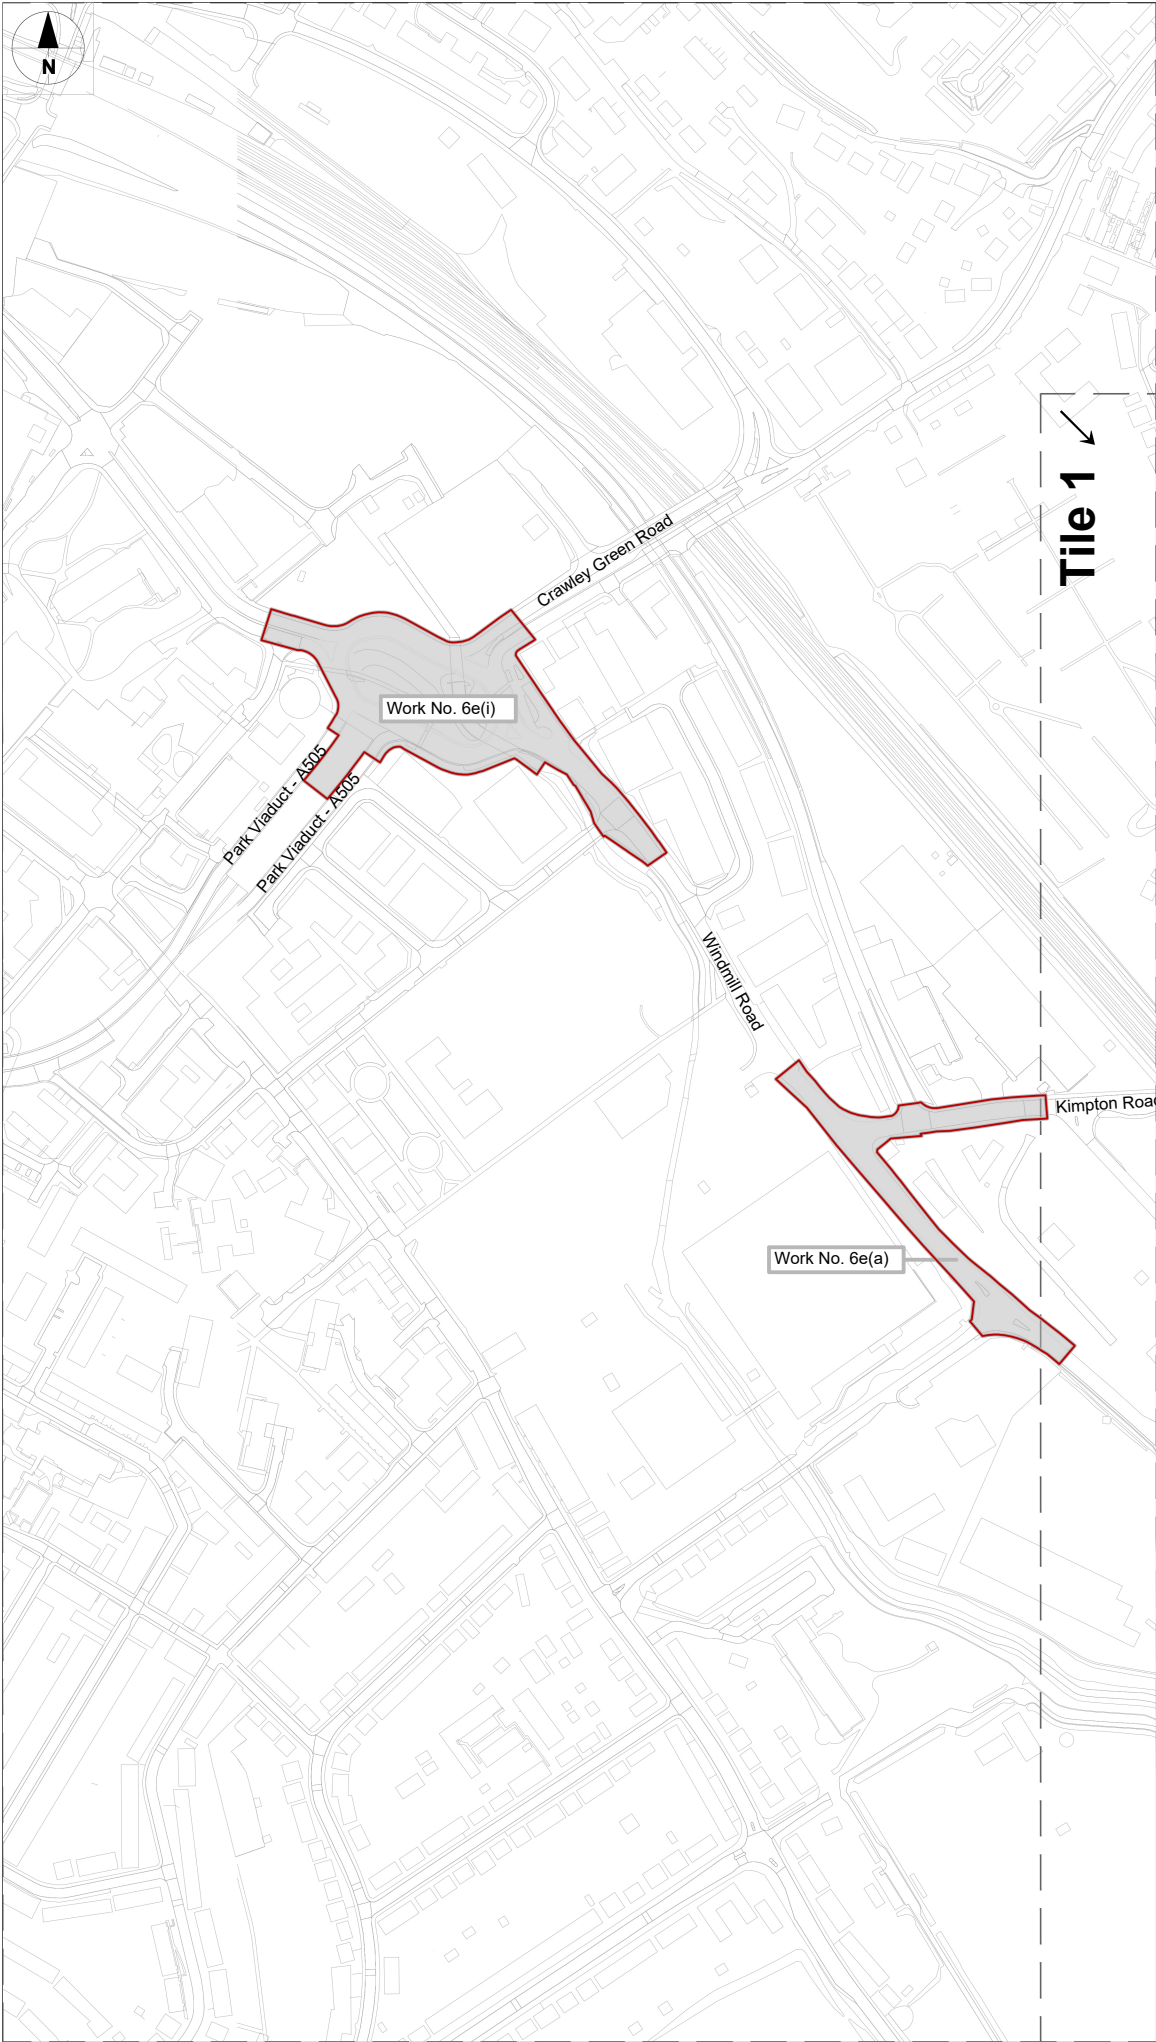 N
Tile 1
Crawley Green Road
Work No. 6e(i)
Park Viaduct - A505
Park Viaduct - A505
Windmill Road
Kimpton Road
Work No. 6e(a)